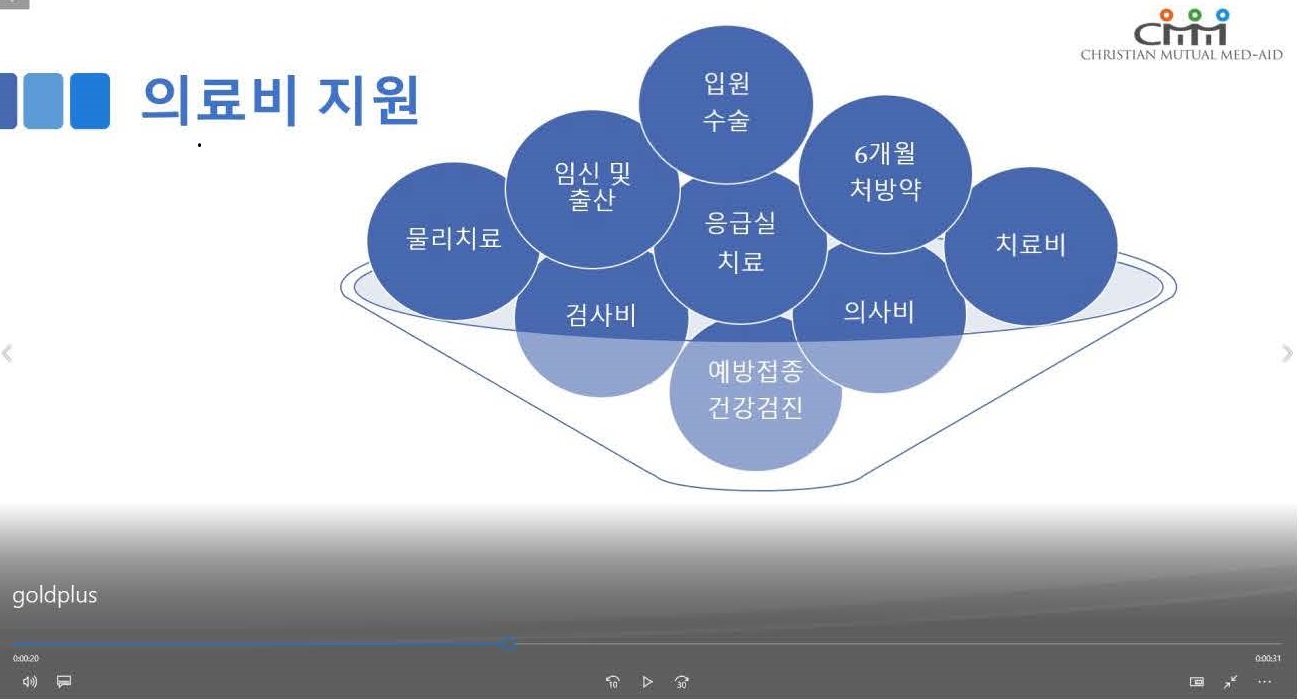 CMM
CHRISTIAN MUTUAL MED-AID
의료비 지원
입원
수술
임신 및
출산
6개월
처방약
물리치료
응급실
치료
치료비
검사비
의사비
예방접종
건강검진
goldplus
0:00:20
0:00:31
10
30